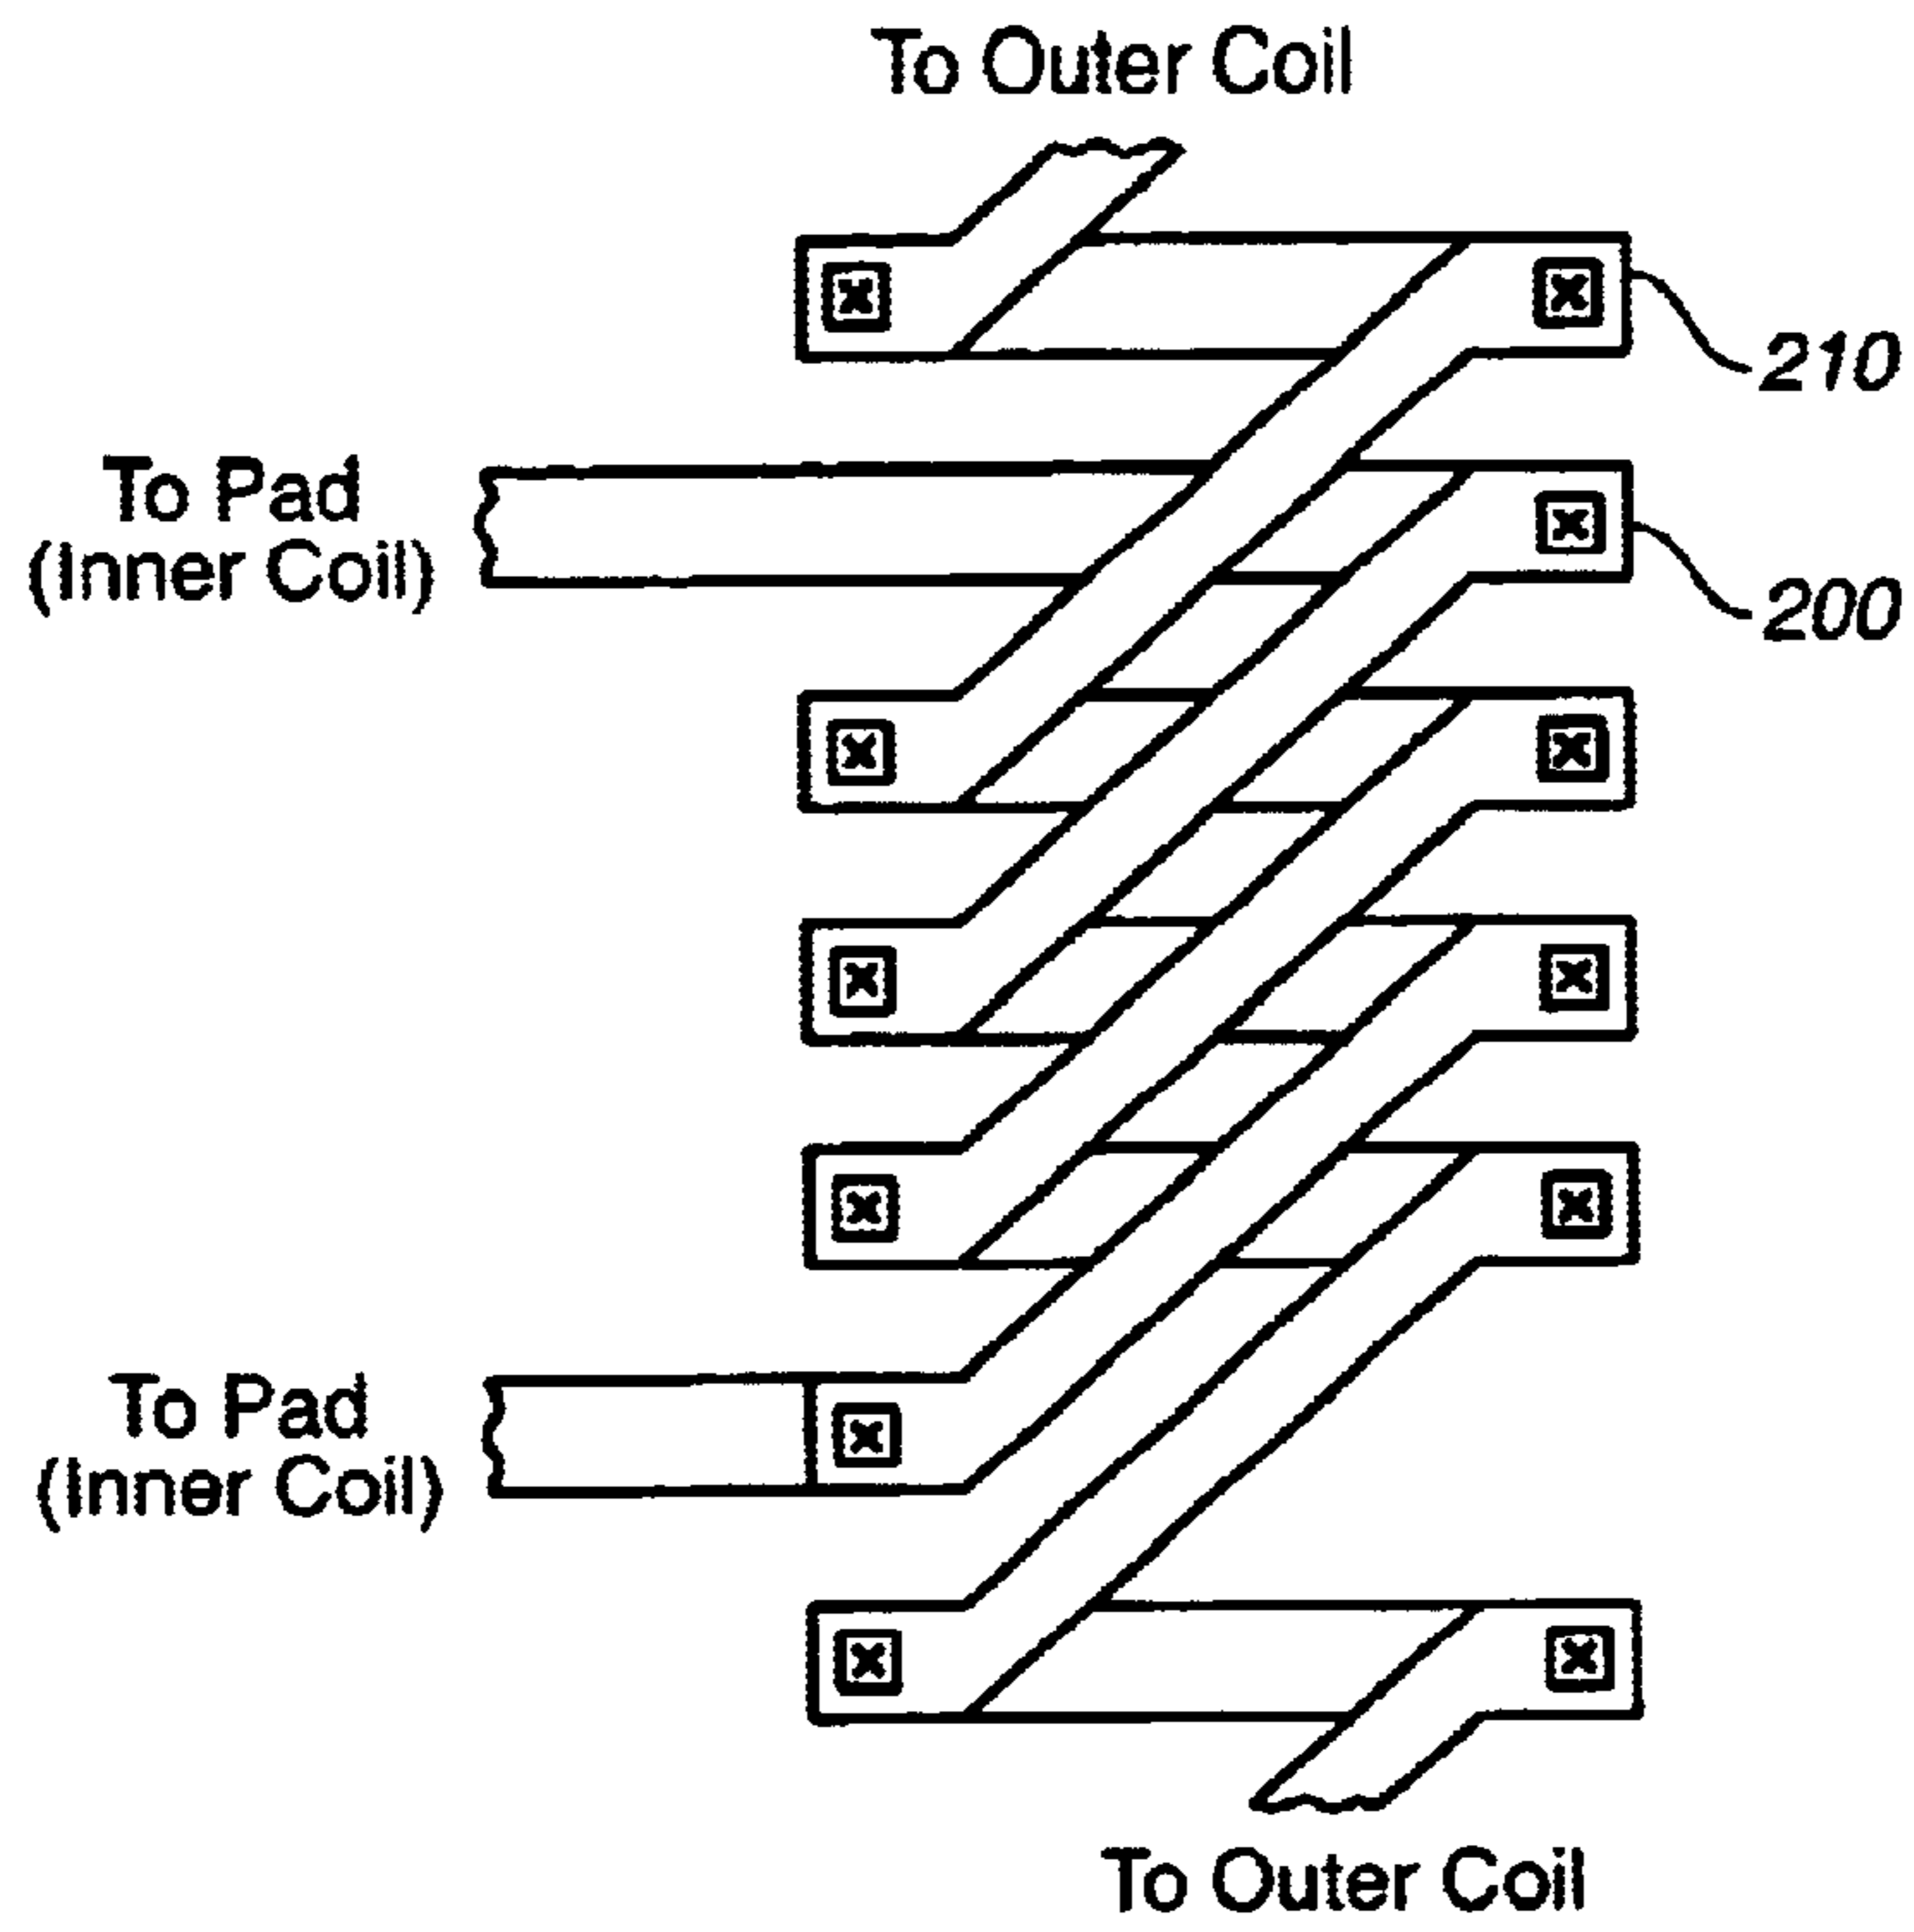 To Outer Coil
210
To Pad
(Inner Coil)
200
To Pad
(Inner Coil)
To Outer Coil